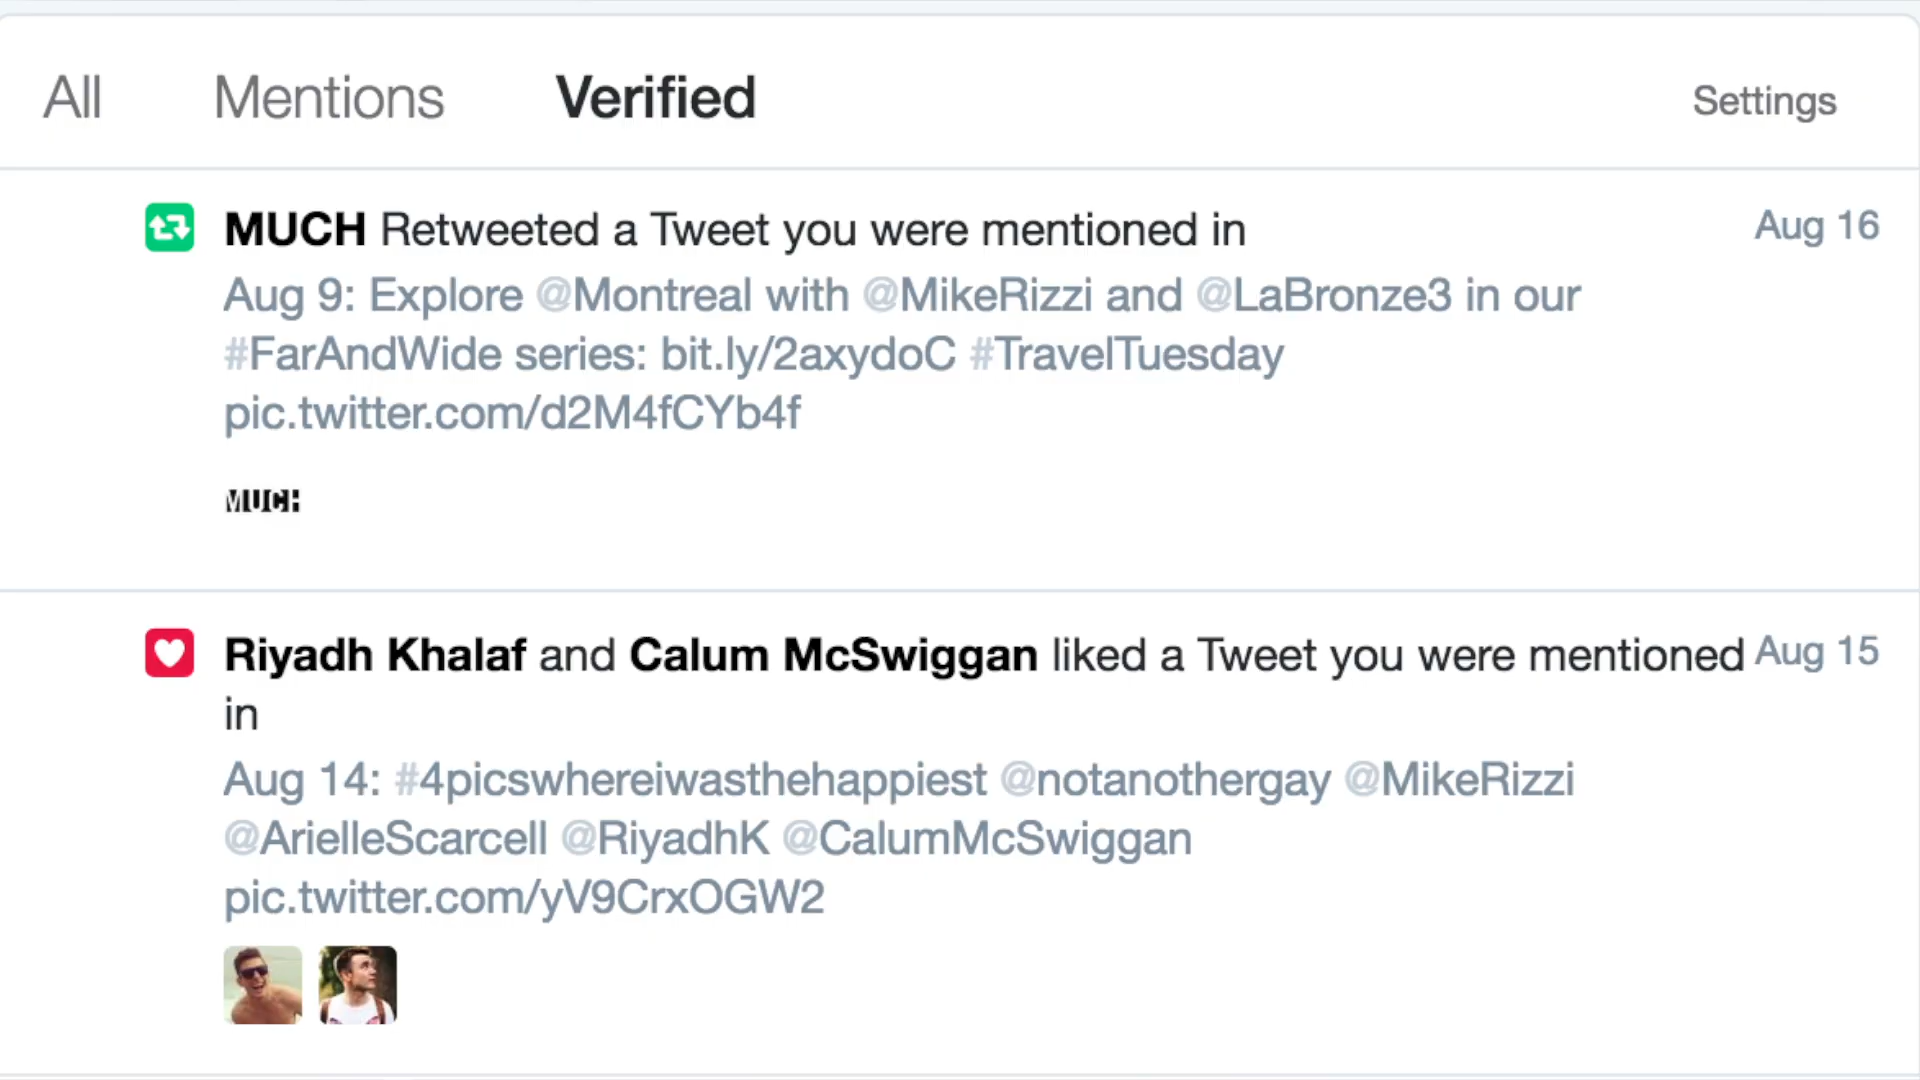 All Mentions Verified Settings
MUCH Retweeted a Tweet you were mentioned in Aug 16
Aug 9: Explore @Montreal with @MikeRizzi and @LaBronze3 in our
#FarAndWide series: bit.ly/2axydoC #TravelTuesday
pic.twitter.com/d2M4fCYb4f
MUCH
Riyadh Khalaf and Calum McSwiggan liked a Tweet you were mentioned Aug 15
in
Aug 14: #4picswhereiwasthehappiest @notanothergay @MikeRizzi
@ArielleScarcell @RiyadhK @CalumMcSwiggan
pic.twitter.com/yV9CrxOGW2